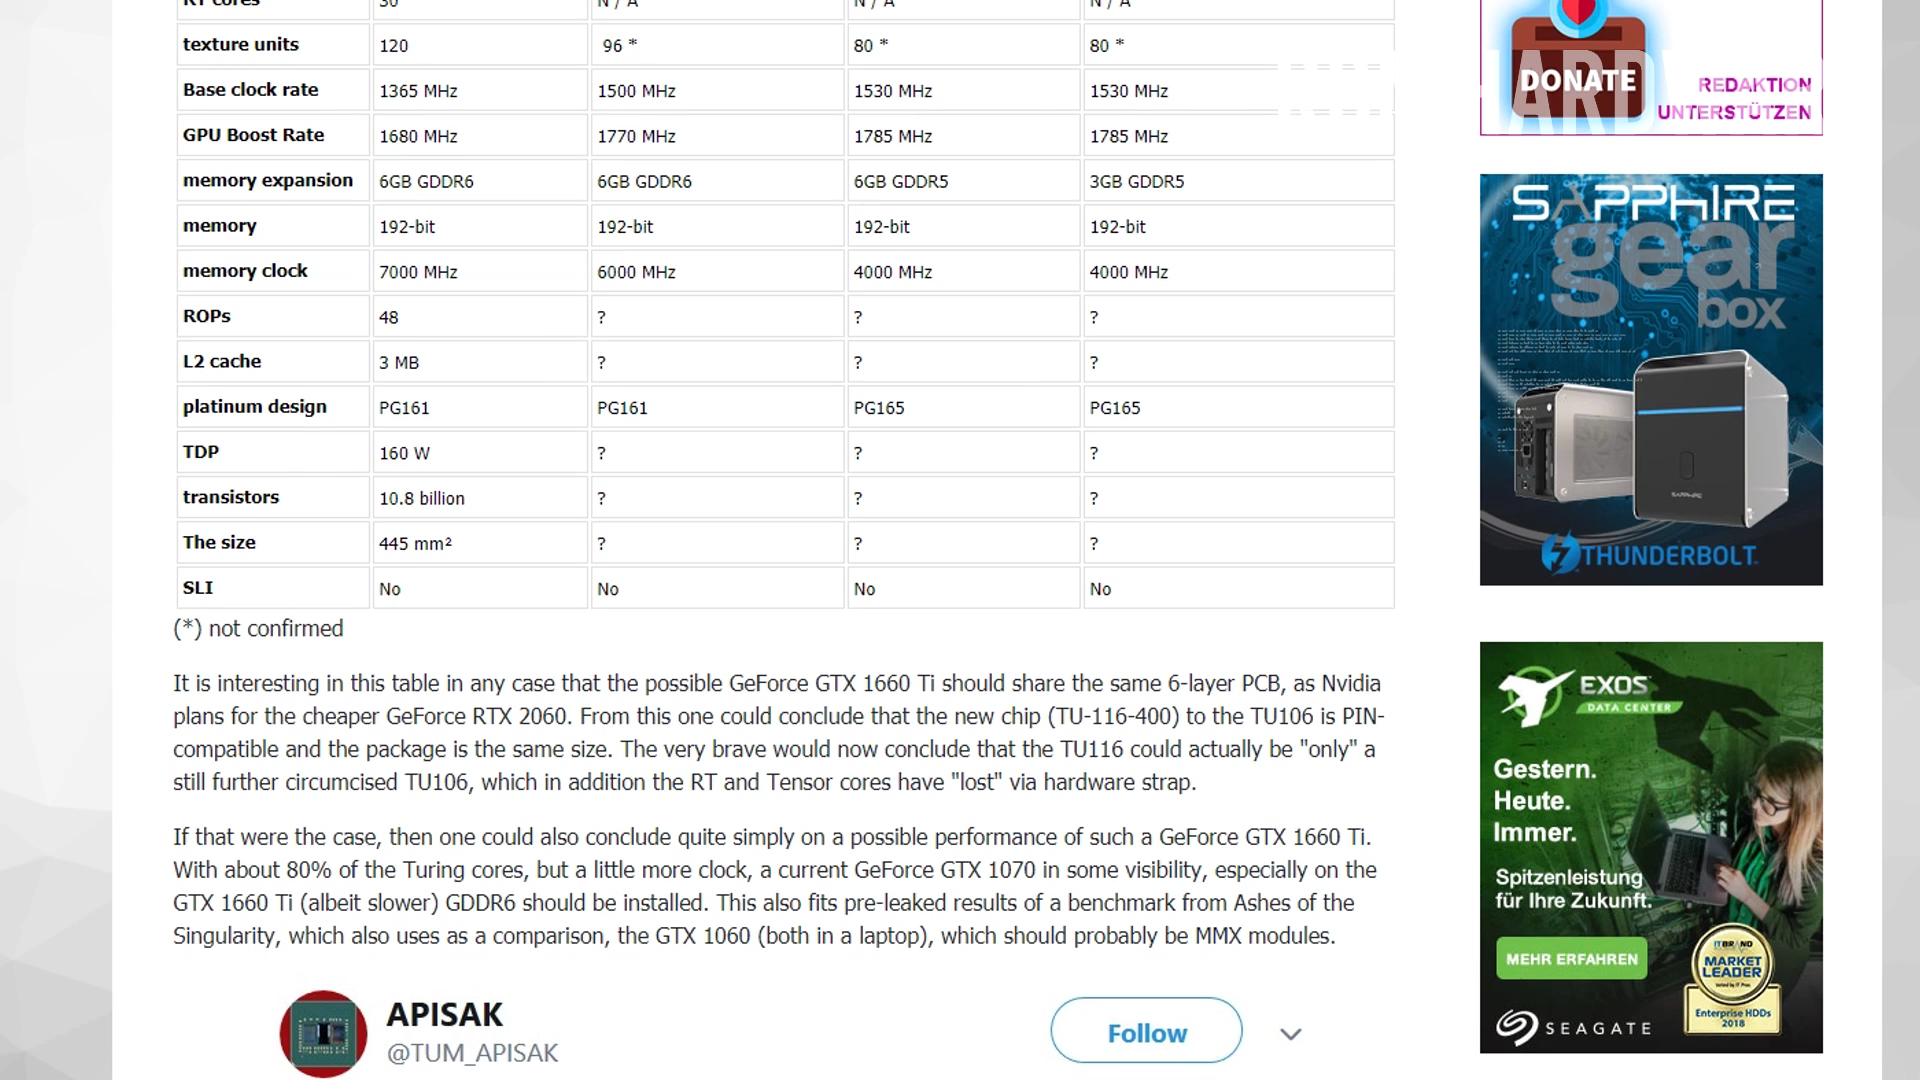 RT cores 30 N / A N / A N / A
texture units 120 96 * 80 * 80 *
Base clock rate 1365 MHz 1500 MHz 1530 MHz 1530 MHz
GPU Boost Rate 1680 MHz 1770 MHz 1785 MHz 1785 MHz
memory expansion 6GB GDDR6 6GB GDDR6 6GB GDDR5 3GB GDDR5
memory 192-bit 192-bit 192-bit 192-bit
memory clock 7000 MHz 6000 MHz 4000 MHz 4000 MHz
ROPs 48 ? ? ?
L2 cache 3 MB ? ? ?
platinum design PG161 PG161 PG165 PG165
TDP 160 W ? ? ?
transistors 10.8 billion ? ? ?
The size 445 mm² ? ? ?
SLI No No No No
(*) not confirmed
It is interesting in this table in any case that the possible GeForce GTX 1660 Ti should share the same 6-layer PCB, as Nvidia
plans for the cheaper GeForce RTX 2060. From this one could conclude that the new chip (TU-116-400) to the TU106 is PIN-
compatible and the package is the same size. The very brave would now conclude that the TU116 could actually be "only" a
still further circumcised TU106, which in addition the RT and Tensor cores have "lost" via hardware strap.
If that were the case, then one could also conclude quite simply on a possible performance of such a GeForce GTX 1660 Ti.
With about 80% of the Turing cores, but a little more clock, a current GeForce GTX 1070 in some visibility, especially on the
GTX 1660 Ti (albeit slower) GDDR6 should be installed. This also fits pre-leaked results of a benchmark from Ashes of the
Singularity, which also uses as a comparison, the GTX 1060 (both in a laptop), which should probably be MMX modules.
APISAK
@TUM_APISAK
Follow
DONATE
REDAKTION
UNTERSTÜTZEN
SAPPHIRE
gear
box
SAPPHIRE
THUNDERBOLT
EXOS
DATA CENTER
Gestern.
Heute.
Immer.
Spitzenleistung
für Ihre Zukunft.
MEHR ERFAHREN
IT BRAND
MARKET
LEADER
Voted by IT Pros
Enterprise HDDs
2018
SEAGATE